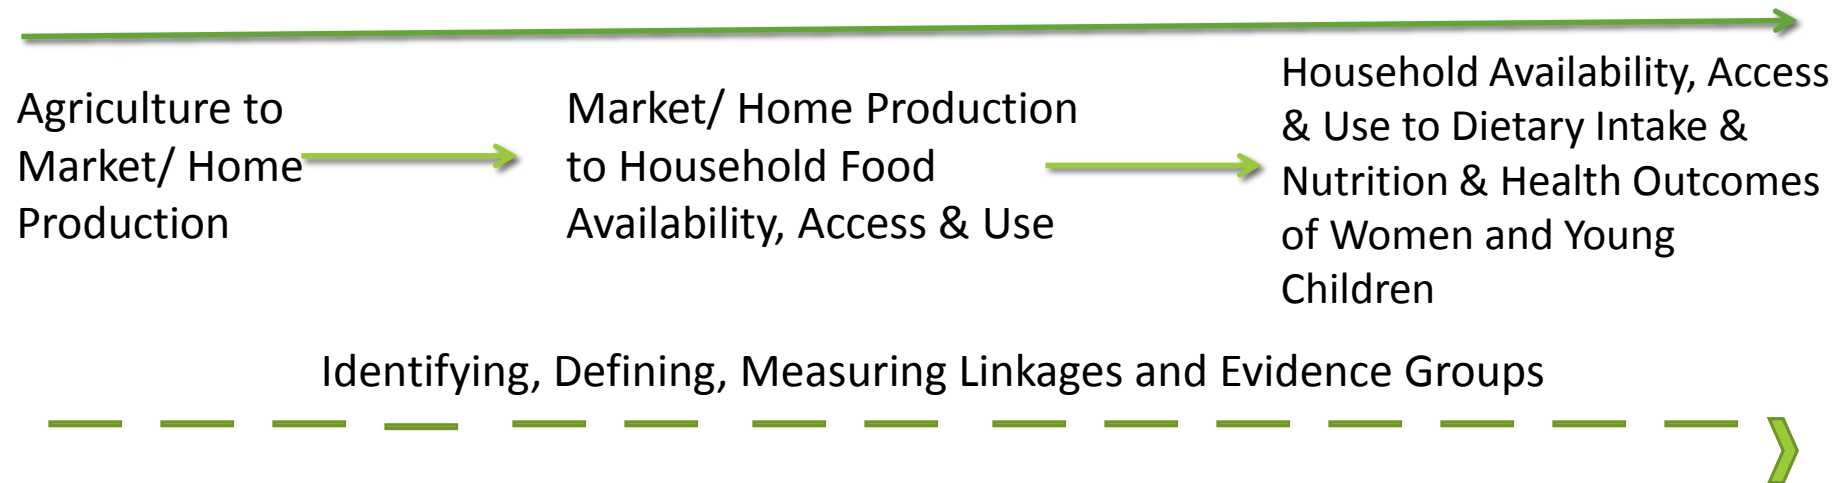 Agriculture to
Market/ Home
Production
Market/ Home Production
to Household Food
Availability, Access & Use
Household Availability, Access
& Use to Dietary Intake &
Nutrition & Health Outcomes
of Women and Young
Children
Identifying, Defining, Measuring Linkages and Evidence Groups